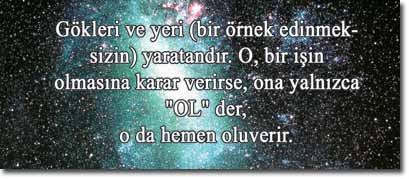 Gökleri ve yeri (bir örnek edinmek-
sizin) yaratandır. O, bir işin
olmasına karar verirse, ona yalnızca
"OL" der,
o da hemen oluverir.